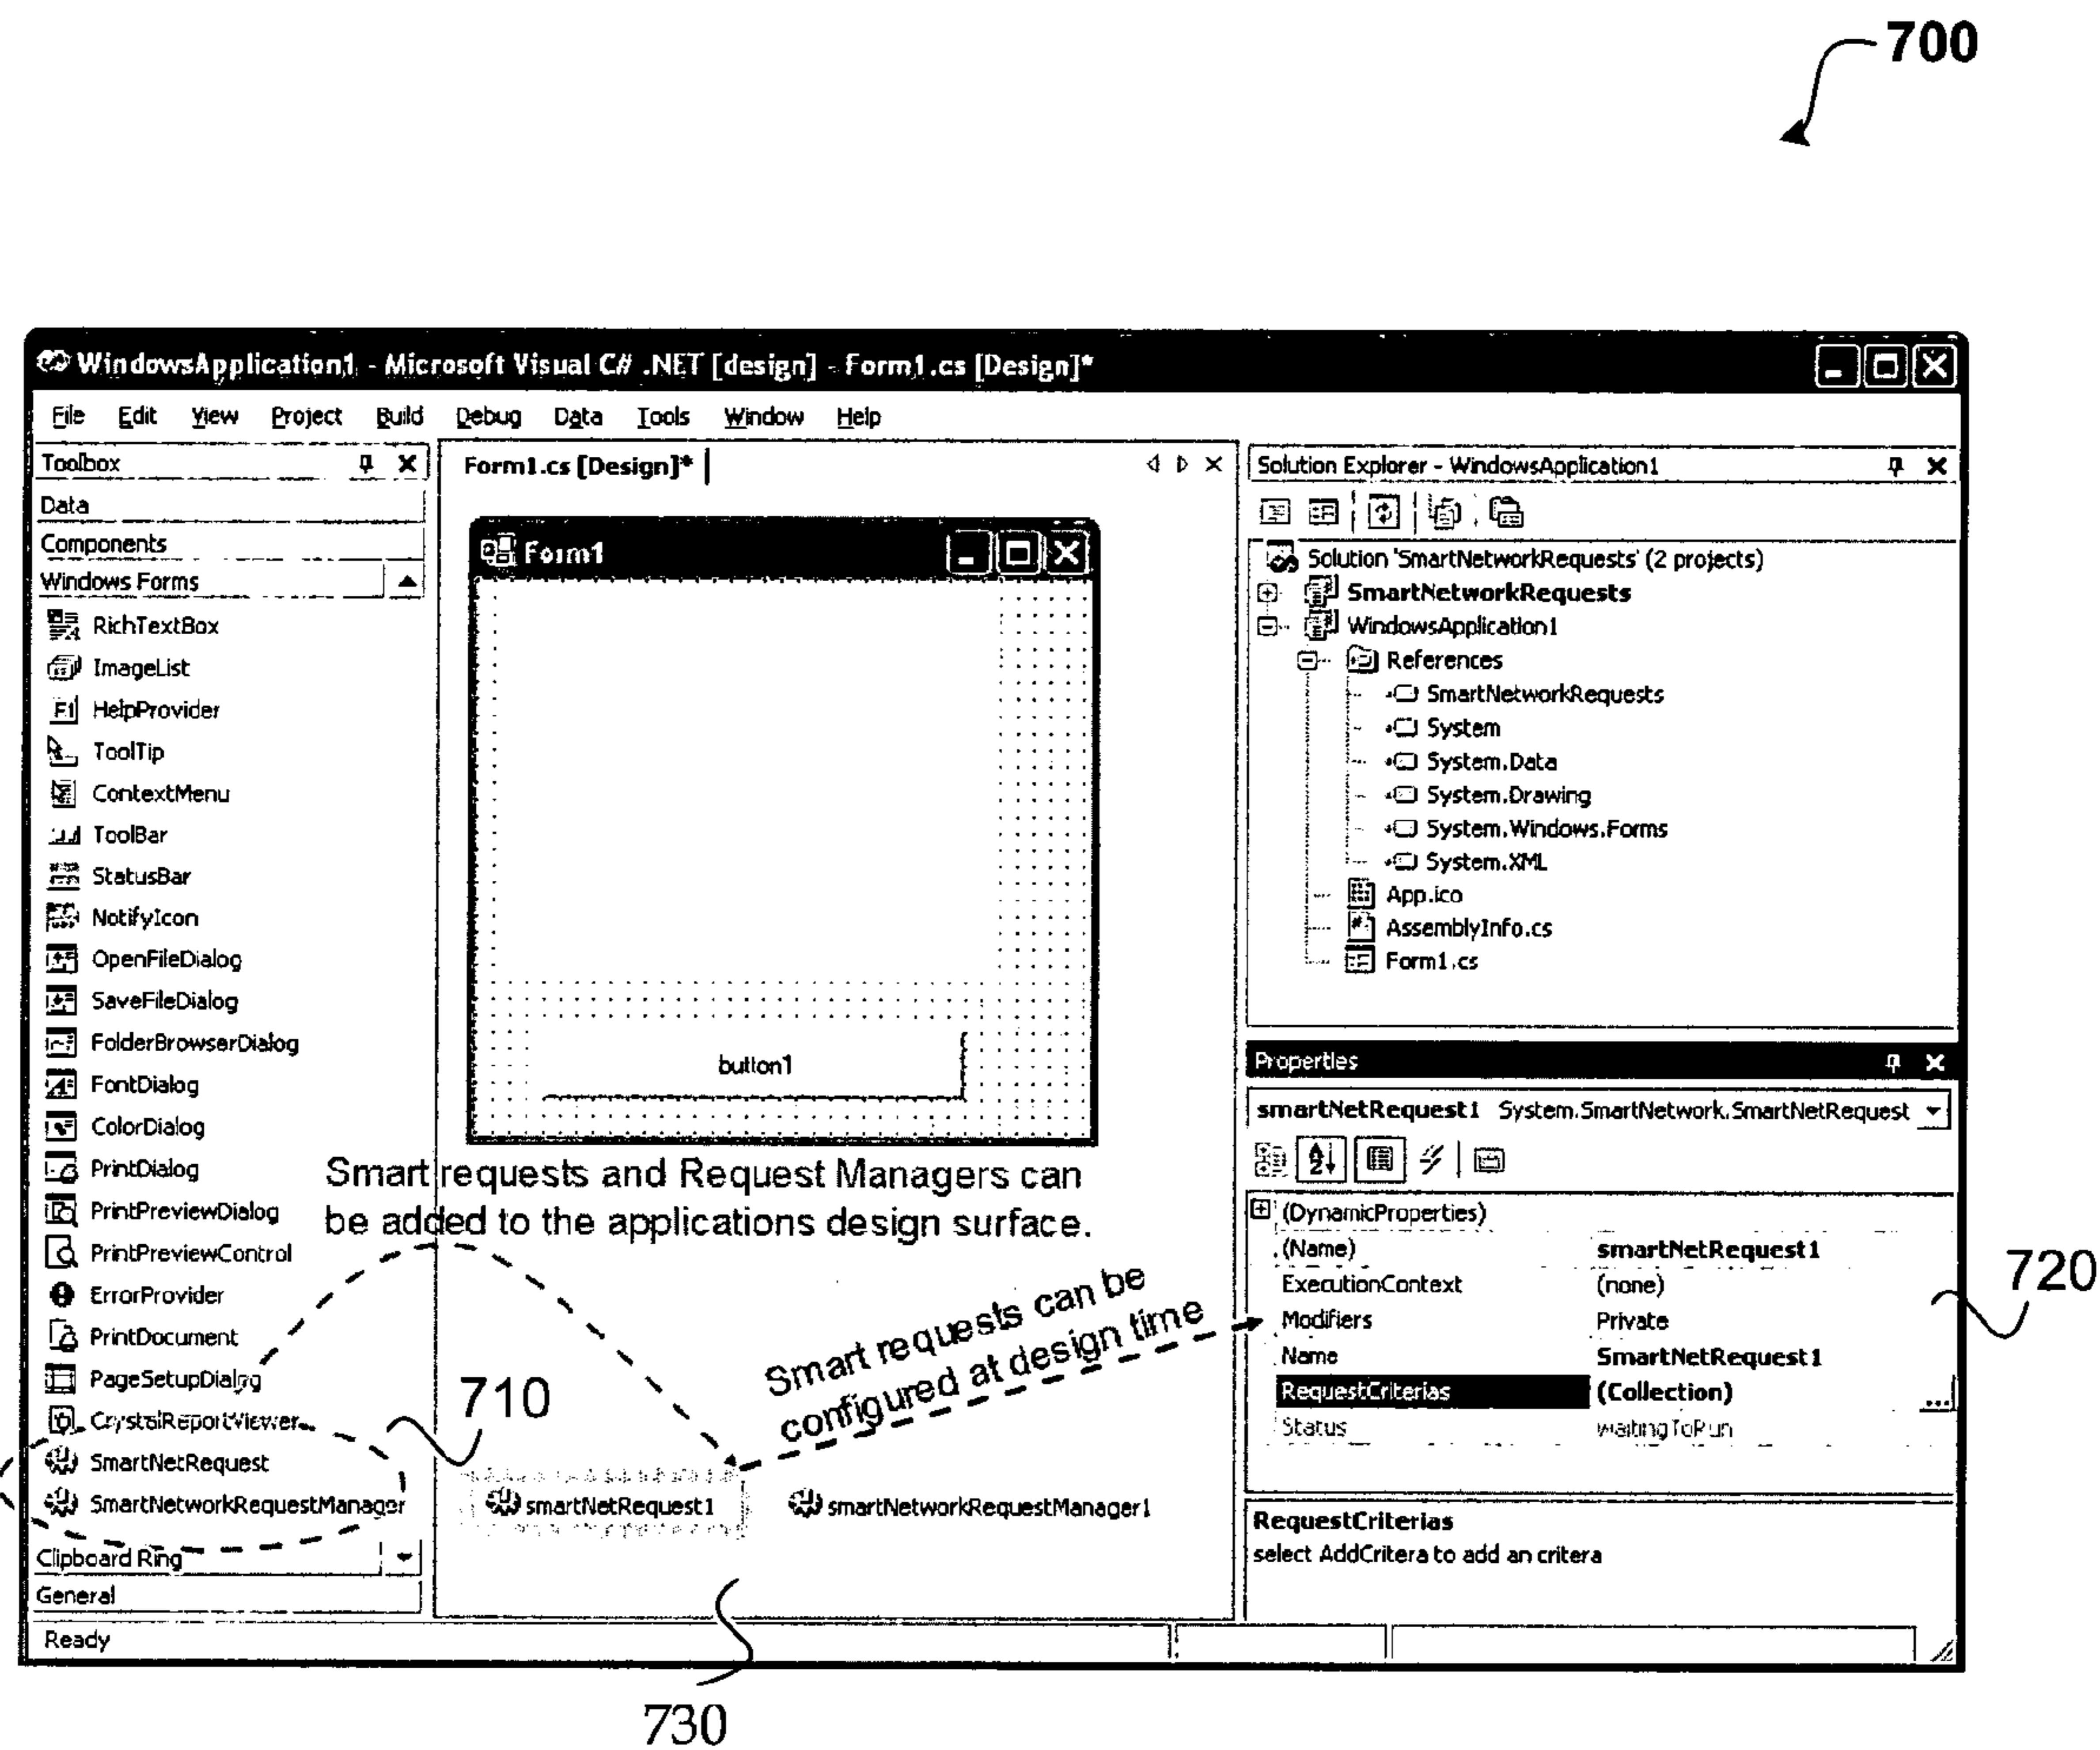 700
WindowsApplication1 - Microsoft Visual C# .NET [design] - Form1.cs [Design]*
File Edit View Project Build Debug Data Tools Window Help
Toolbox
Data
Components
Windows Forms
RichTextBox
ImageList
HelpProvider
ToolTip
ContextMenu
ToolBar
StatusBar
NotifyIcon
OpenFileDialog
SaveFileDialog
FolderBrowserDialog
FontDialog
ColorDialog
PrintDialog
PrintPreviewDialog
PrintPreviewControl
ErrorProvider
PrintDocument
PageSetupDialog
CrystalReportViewer
SmartNetRequest
SmartNetworkRequestManager
Clipboard Ring
General
Ready
Form1.cs [Design]*
Form1
button1
Smart requests and Request Managers can
be added to the applications design surface.
Smart requests can be
configured at design time
710
smartNetRequest1
smartNetworkRequestManager1
730
Solution Explorer - WindowsApplication1
Solution 'SmartNetworkRequests' (2 projects)
SmartNetworkRequests
WindowsApplication1
References
SmartNetworkRequests
System
System.Data
System.Drawing
System.Windows.Forms
System.XML
App.ico
AssemblyInfo.cs
Form1.cs
Properties
smartNetRequest1 System.SmartNetwork.SmartNetRequest
(DynamicProperties)
(Name) smartNetRequest1
ExecutionContext (none)
Modifiers Private
Name SmartNetRequest1
RequestCriterias (Collection) ...
Status waitingToRun
720
RequestCriterias
select AddCritera to add an critera